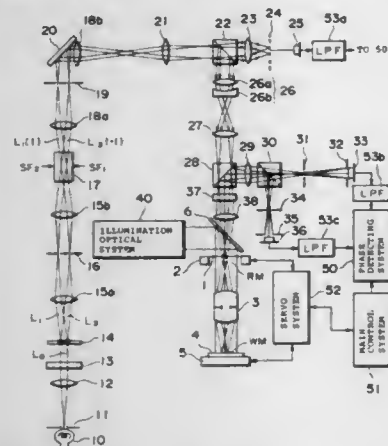 20
18b
21
22
23
24
25
53a
LPF
TO 50
19
26a
26b
26
18a
L₁(1)
L₂(-1)
27
SF₂
SF₁
17
28
29
30
31
32
33
53b
LPF
15b
40
37
38
34
ILLUMINATION
OPTICAL
SYSTEM
6
35
36
53c
LPF
PHASE
DETECTING
SYSTEM
50
16
2
RM
1
SERVO
SYSTEM
52
3
15a
L₁
L₂
14
L₀
13
4
WM
5
MAIN
CONTROL
SYSTEM
51
12
11
10